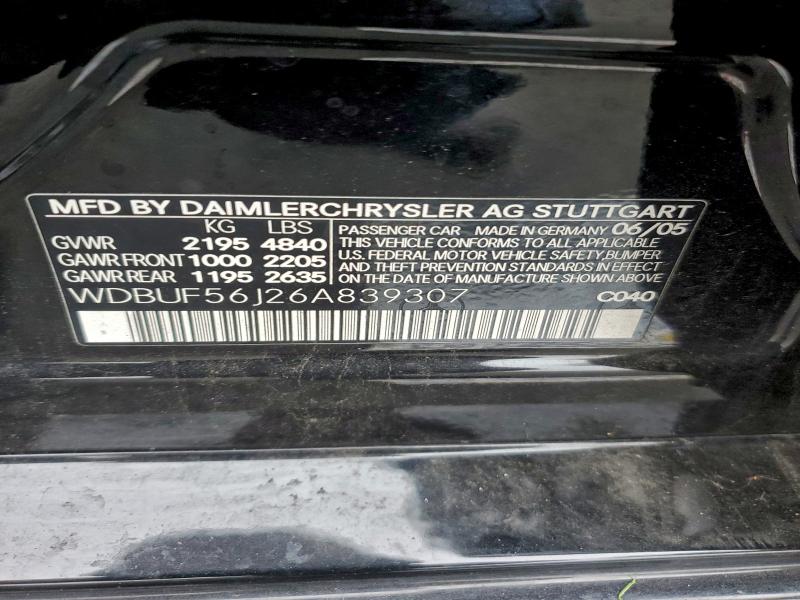 MFD BY DAIMLERCHRYSLER AG STUTTGART
KG LBS
GVWR 2195 4840
GAWR FRONT 1000 2205
GAWR REAR 1195 2635
PASSENGER CAR MADE IN GERMANY 06/05
THIS VEHICLE CONFORMS TO ALL APPLICABLE
U.S. FEDERAL MOTOR VEHICLE SAFETY,BUMPER
AND THEFT PREVENTION STANDARDS IN EFFECT
ON THE DATE OF MANUFACTURE SHOWN ABOVE
WDBUF56J26A839307 C040